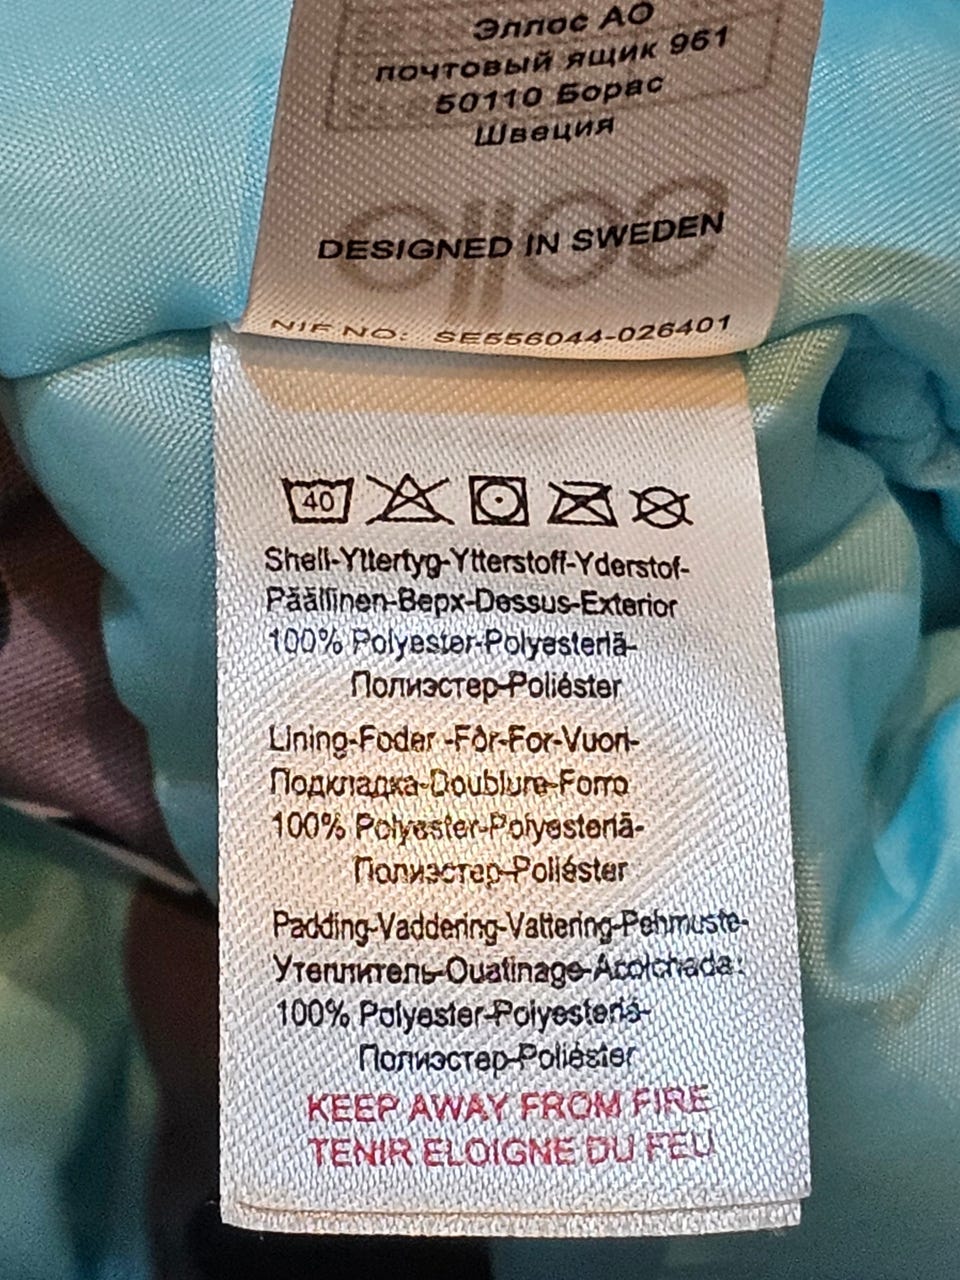 Эллос АО
почтовый ящик 961
50110 Борас
Швеция
DESIGNED IN SWEDEN
NIF NO: SE556044-026401
40
Shell-Yttertyg-Ytterstoff-Yderstof-
Päällinen-Верх-Dessus-Exterior
100% Polyester-Polyesteriä-
Полиэстер-Poliéster
Lining-Foder -Fôr-For-Vuori-
Подкладка-Doublure-Forro
100% Polyester-Polyesteriä-
Полиэстер-Poliéster
Padding-Vaddering-Vattering-Pehmuste-
Утеплитель-Ouatinage-Acolchada:
100% Polyester-Polyesteriä-
Полиэстер-Poliéster
KEEP AWAY FROM FIRE
TENIR ELOIGNE DU FEU